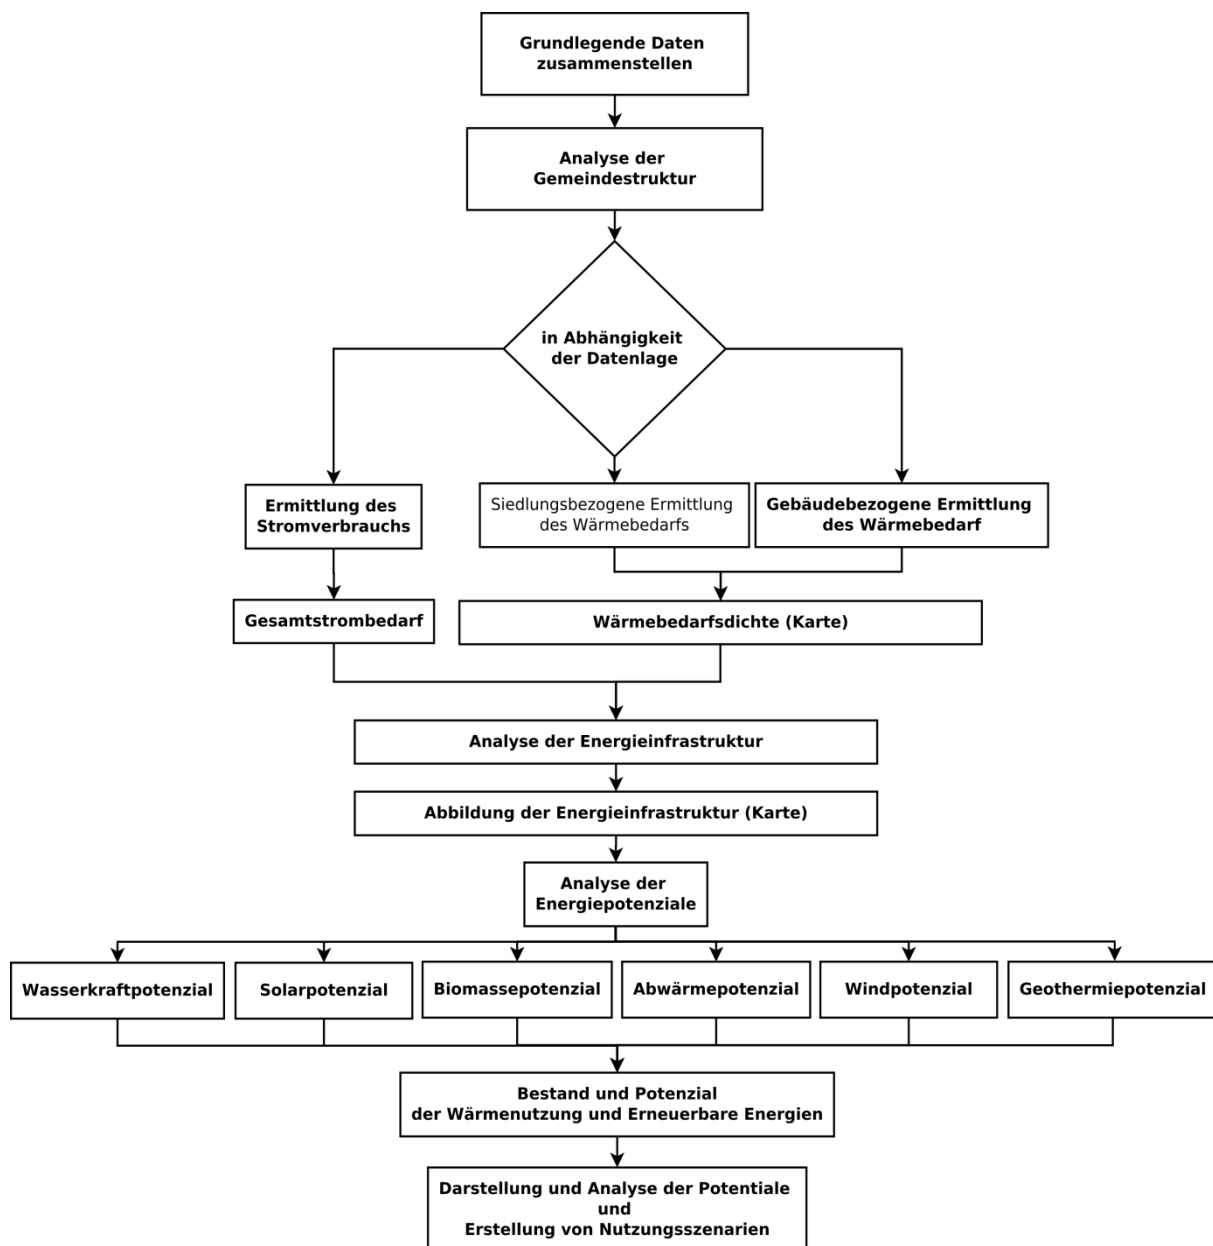 Grundlegende Daten
zusammenstellen
Analyse der
Gemeindestruktur
in Abhängigkeit
der Datenlage
Ermittlung des
Stromverbrauchs
Siedlungsbezogene Ermittlung
des Wärmebedarfs
Gebäudebezogene Ermittlung
des Wärmebedarf
Gesamtstrombedarf
Wärmebedarfsdichte (Karte)
Analyse der Energieinfrastruktur
Abbildung der Energieinfrastruktur (Karte)
Analyse der
Energiepotenziale
Wasserkraftpotenzial
Solarpotenzial
Biomassepotenzial
Abwärmepotenzial
Windpotenzial
Geothermiepotenzial
Bestand und Potenzial
der Wärmenutzung und Erneuerbare Energien
Darstellung und Analyse der Potentiale
und
Erstellung von Nutzungsszenarien